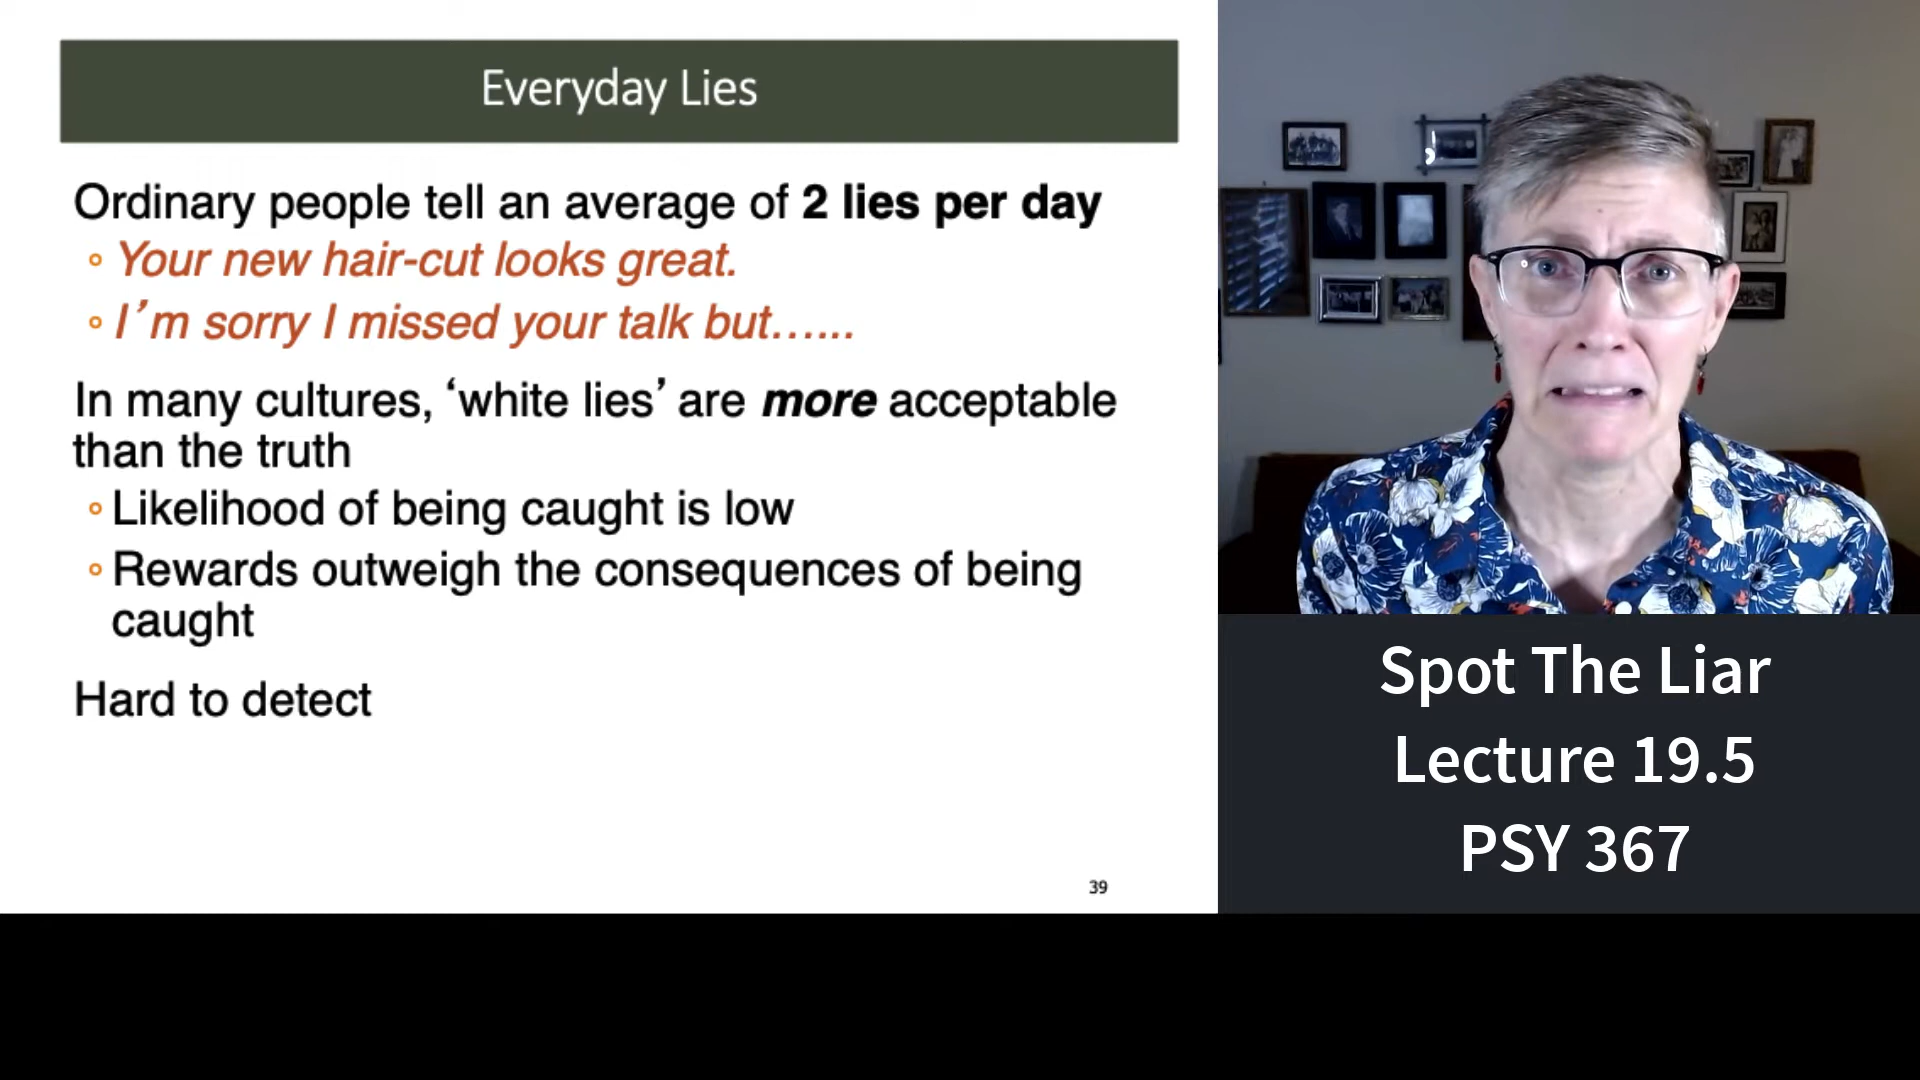 Everyday Lies
Ordinary people tell an average of 2 lies per day
Your new hair-cut looks great.
I’m sorry I missed your talk but…...
In many cultures, ‘white lies’ are more acceptable
than the truth
Likelihood of being caught is low
Rewards outweigh the consequences of being
caught
Hard to detect
39
Spot The Liar
Lecture 19.5
PSY 367